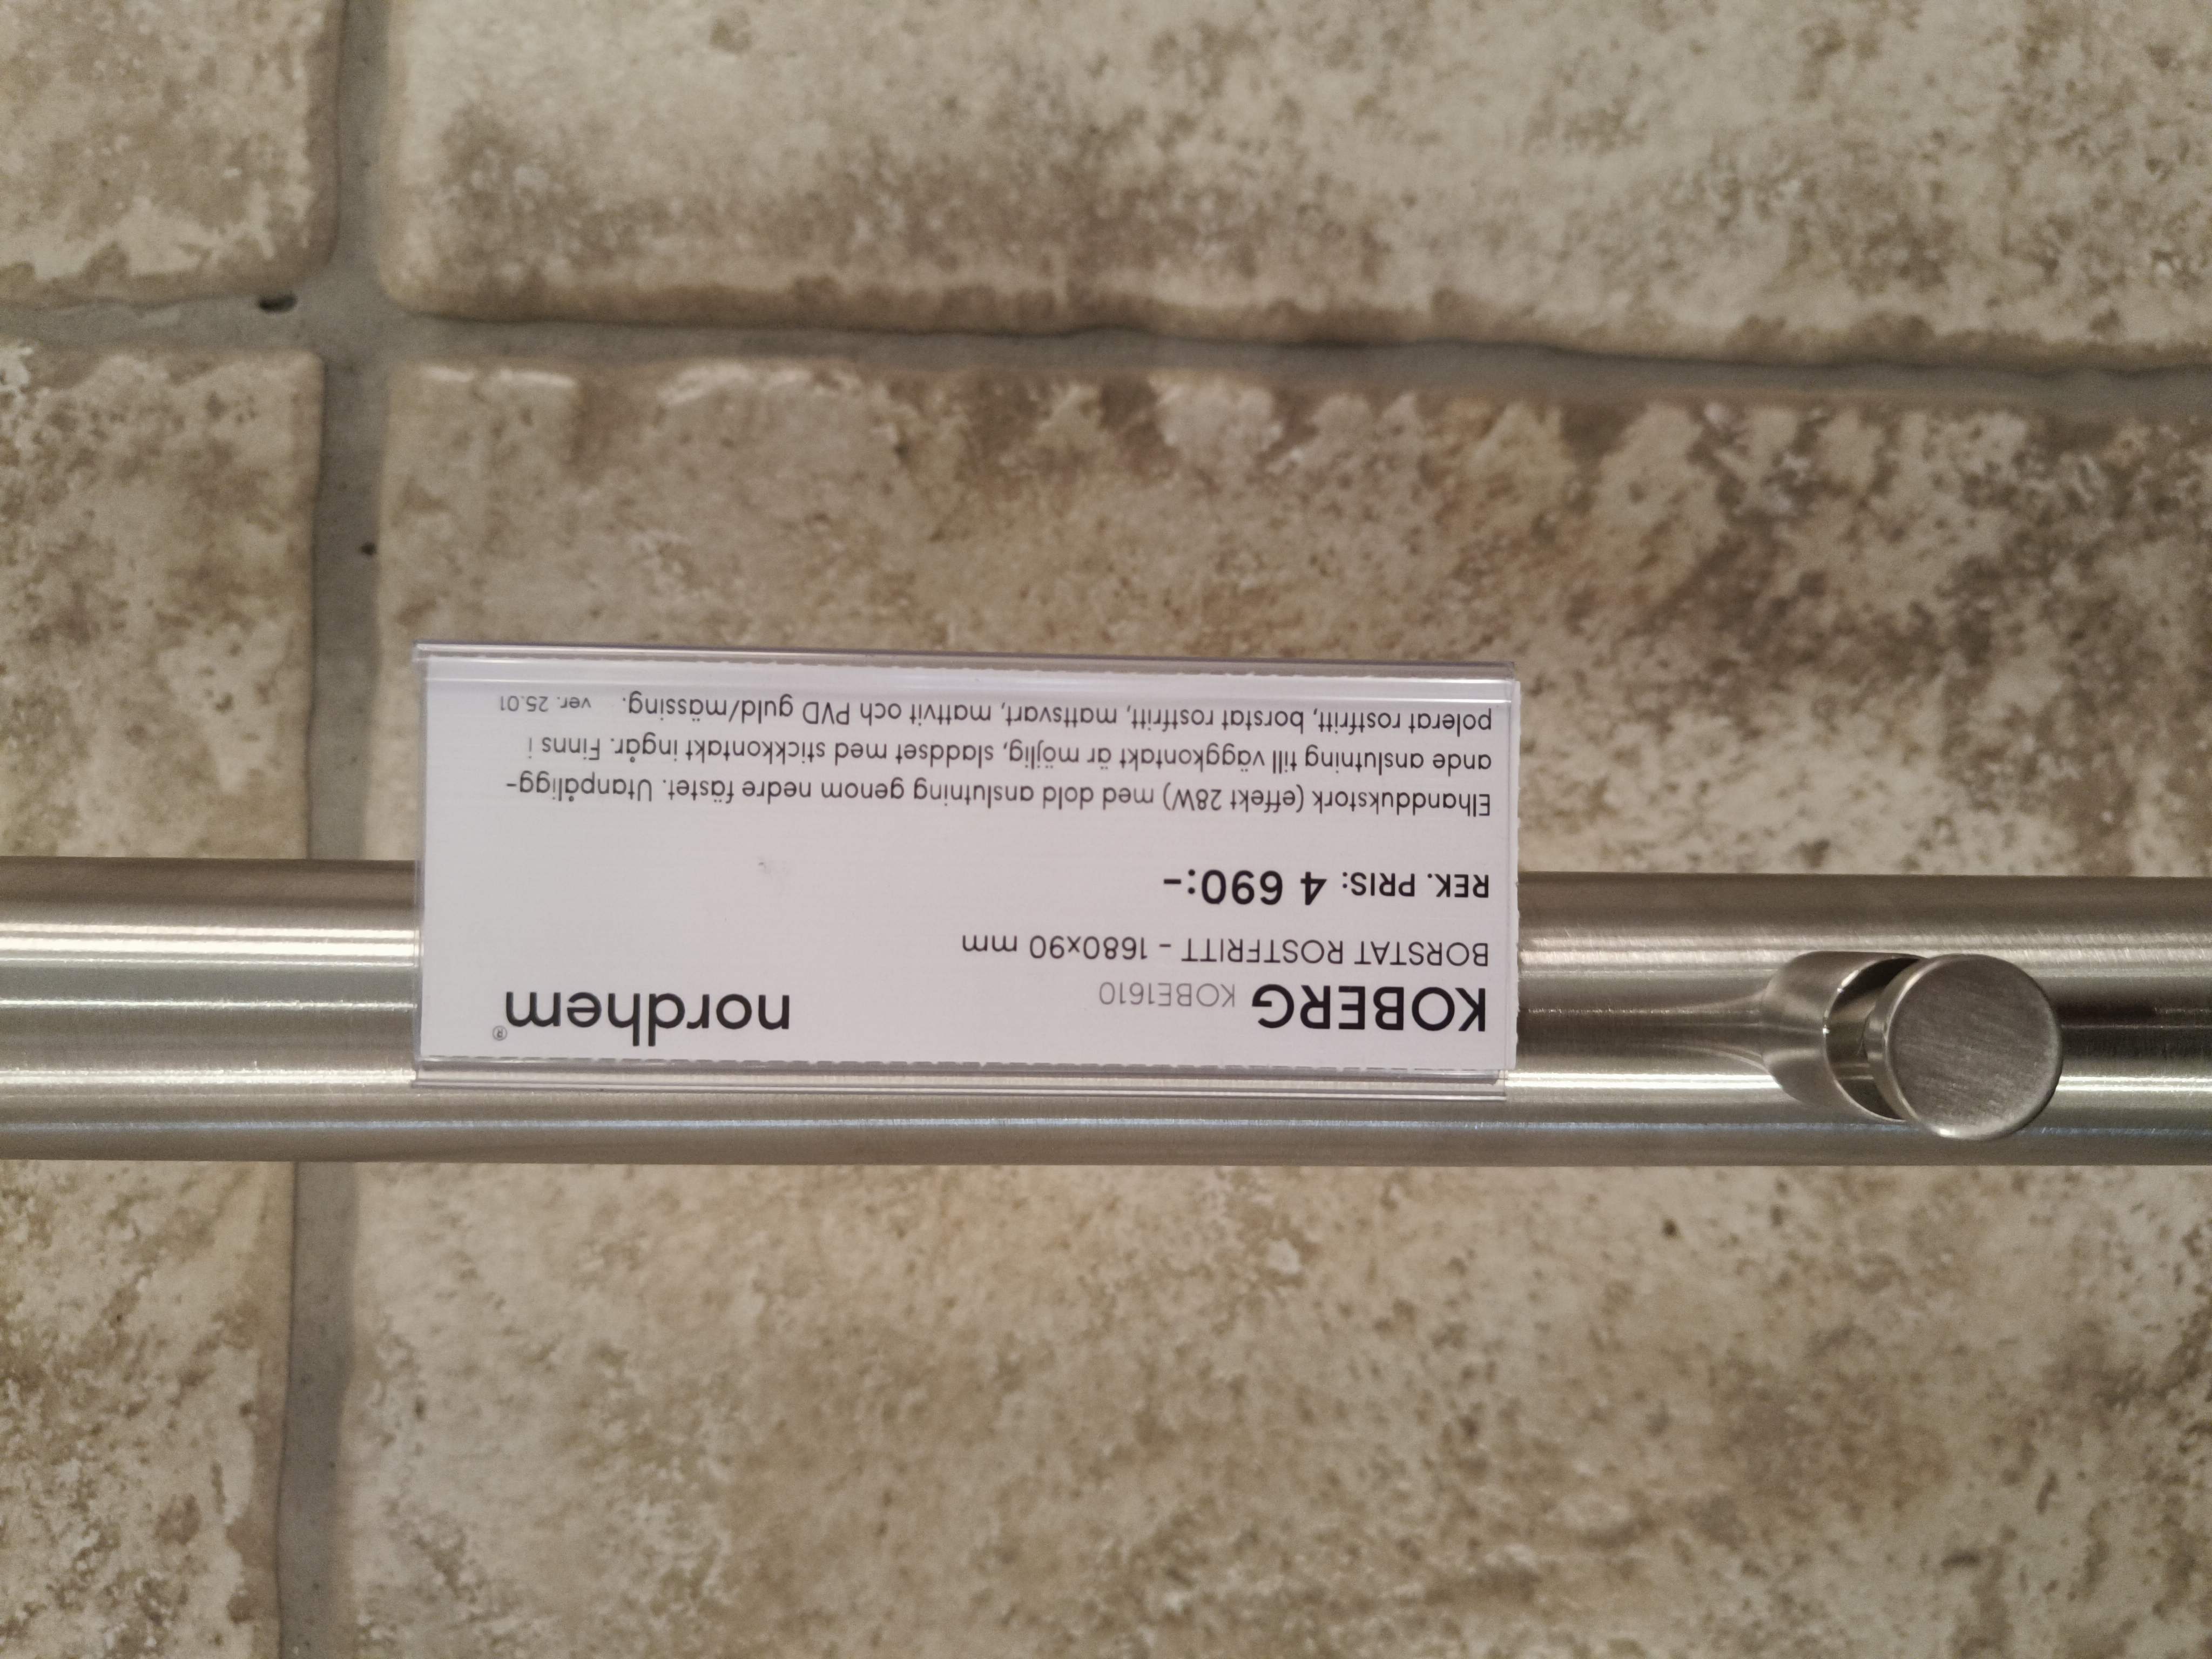 KOBERG KOBE1610 nordhem®
BORSTAT ROSTFRITT - 1680x90 mm
REK. PRIS: 4 690:-
Elhanddukstork (effekt 28W) med dold anslutning genom nedre fästet. Utanpåligg-
ande anslutning till väggkontakt är möjlig, sladdset med stickkontakt ingår. Finns i
polerat rostfritt, borstat rostfritt, mattsvart, mattvit och PVD guld/mässing. ver. 25.01